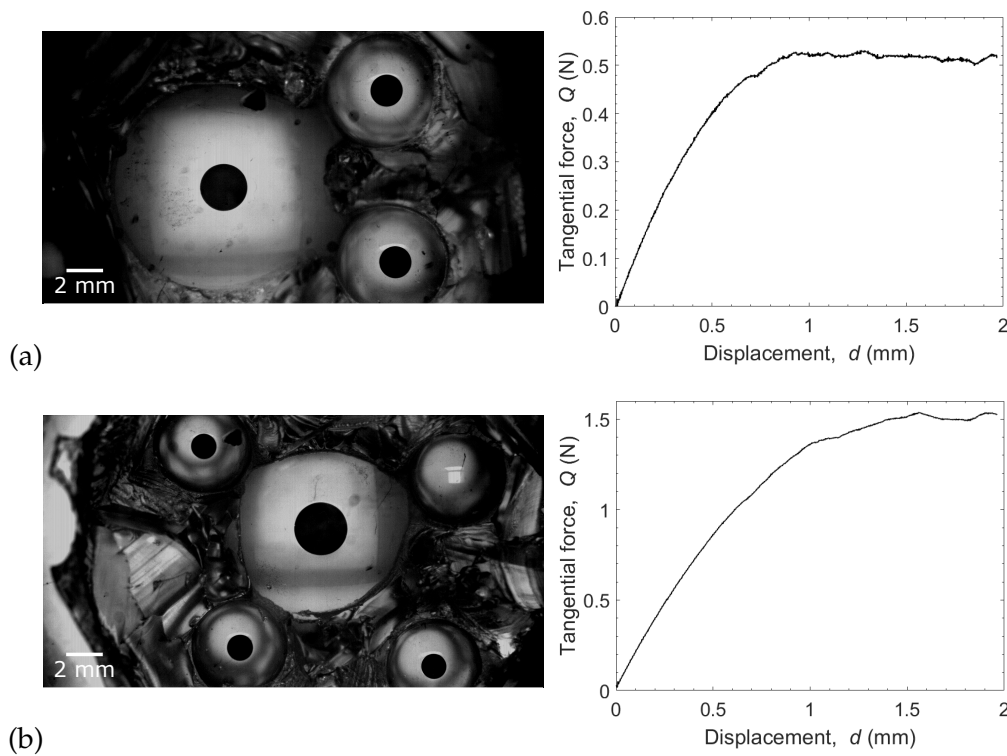 2 mm
0.6
0.5
0.4
0.3
0.2
0.1
0
0
0.5
1
1.5
2
Tangential force, Q (N)
Displacement, d (mm)
(a)
2 mm
1.5
1
0.5
0
0
0.5
1
1.5
2
Tangential force, Q (N)
Displacement, d (mm)
(b)